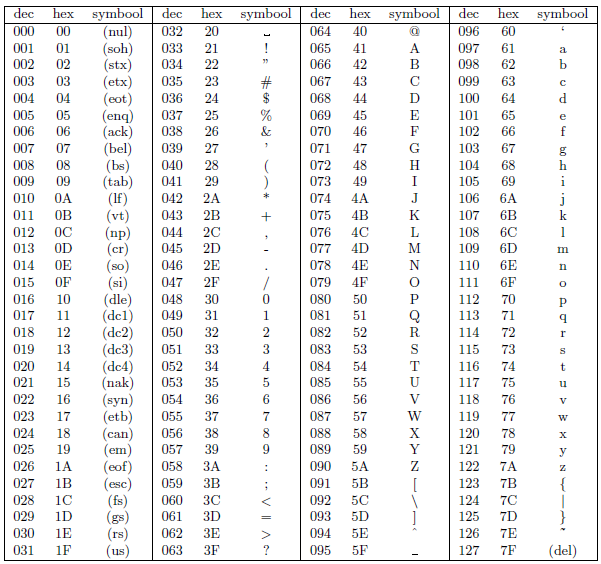 dec hex symbool dec hex symbool dec hex symbool dec hex symbool
000 00 (nul) 032 20 ␣ 064 40 @ 096 60 ‘
001 01 (soh) 033 21 ! 065 41 A 097 61 a
002 02 (stx) 034 22 ” 066 42 B 098 62 b
003 03 (etx) 035 23 # 067 43 C 099 63 c
004 04 (eot) 036 24 $ 068 44 D 100 64 d
005 05 (enq) 037 25 % 069 45 E 101 65 e
006 06 (ack) 038 26 & 070 46 F 102 66 f
007 07 (bel) 039 27 ’ 071 47 G 103 67 g
008 08 (bs) 040 28 ( 072 48 H 104 68 h
009 09 (tab) 041 29 ) 073 49 I 105 69 i
010 0A (lf) 042 2A * 074 4A J 106 6A j
011 0B (vt) 043 2B + 075 4B K 107 6B k
012 0C (np) 044 2C , 076 4C L 108 6C l
013 0D (cr) 045 2D - 077 4D M 109 6D m
014 0E (so) 046 2E . 078 4E N 110 6E n
015 0F (si) 047 2F / 079 4F O 111 6F o
016 10 (dle) 048 30 0 080 50 P 112 70 p
017 11 (dc1) 049 31 1 081 51 Q 113 71 q
018 12 (dc2) 050 32 2 082 52 R 114 72 r
019 13 (dc3) 051 33 3 083 53 S 115 73 s
020 14 (dc4) 052 34 4 084 54 T 116 74 t
021 15 (nak) 053 35 5 085 55 U 117 75 u
022 16 (syn) 054 36 6 086 56 V 118 76 v
023 17 (etb) 055 37 7 087 57 W 119 77 w
024 18 (can) 056 38 8 088 58 X 120 78 x
025 19 (em) 057 39 9 089 59 Y 121 79 y
026 1A (eof) 058 3A : 090 5A Z 122 7A z
027 1B (esc) 059 3B ; 091 5B [ 123 7B {
028 1C (fs) 060 3C < 092 5C \ 124 7C |
029 1D (gs) 061 3D = 093 5D ] 125 7D }
030 1E (rs) 062 3E > 094 5E ˆ 126 7E ˜
031 1F (us) 063 3F ? 095 5F _ 127 7F (del)